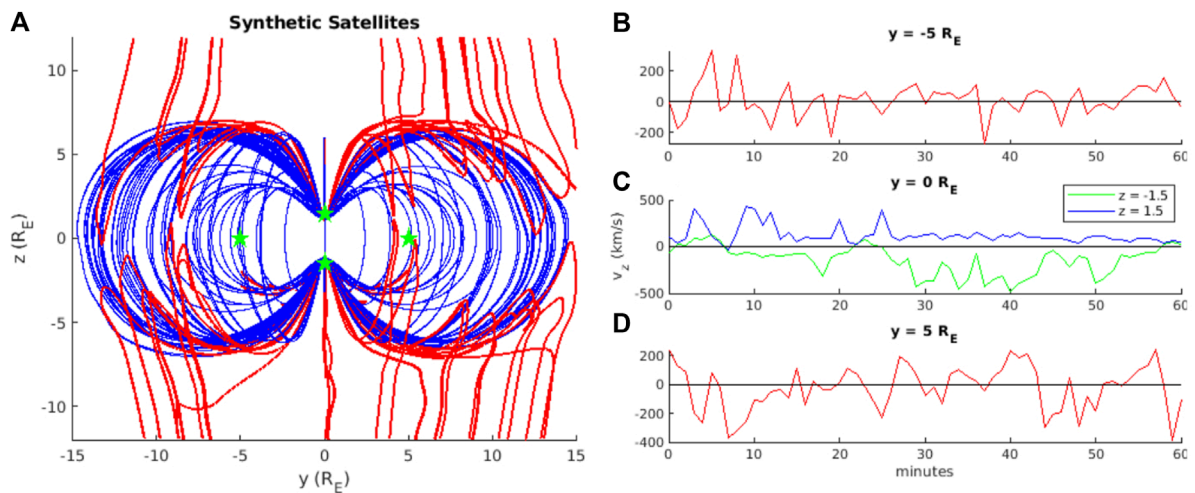 A
Synthetic Satellites
10
5
0
-5
-10
z (R_E)
-15
-10
-5
0
5
10
15
y (R_E)
B
y = -5 R_E
200
0
-200
0 10 20 30 40 50 60
C
y = 0 R_E
z = -1.5
z = 1.5
500
0
-500
v_z (km/s)
0 10 20 30 40 50 60
D
y = 5 R_E
200
0
-200
-400
0 10 20 30 40 50 60
minutes